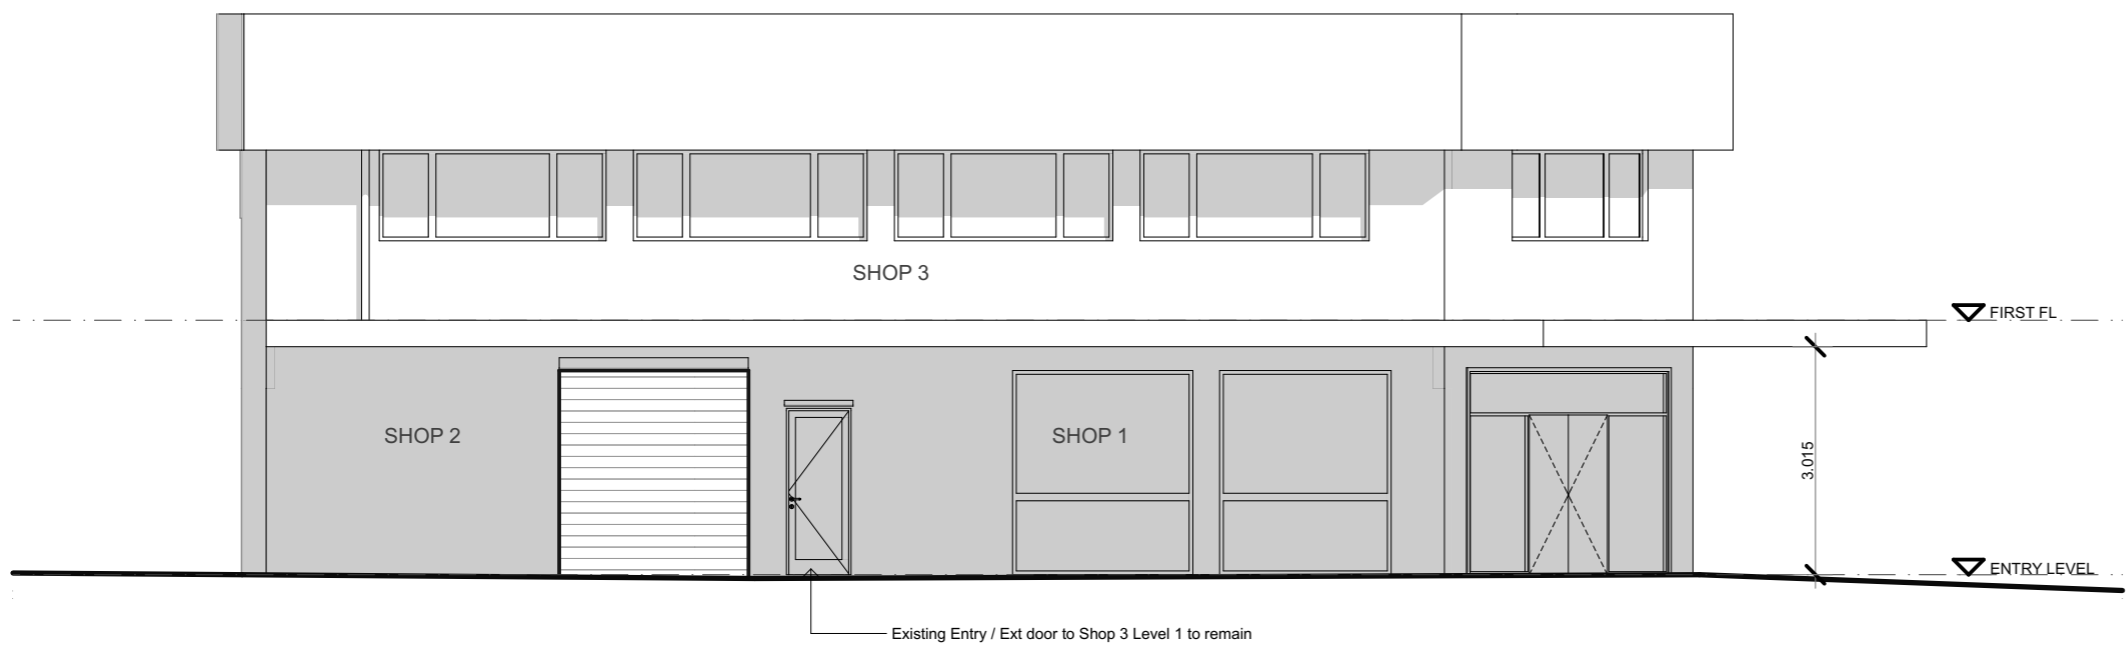 SHOP 3
FIRST FL
SHOP 2
SHOP 1
3.015
ENTRY LEVEL
Existing Entry / Ext door to Shop 3 Level 1 to remain